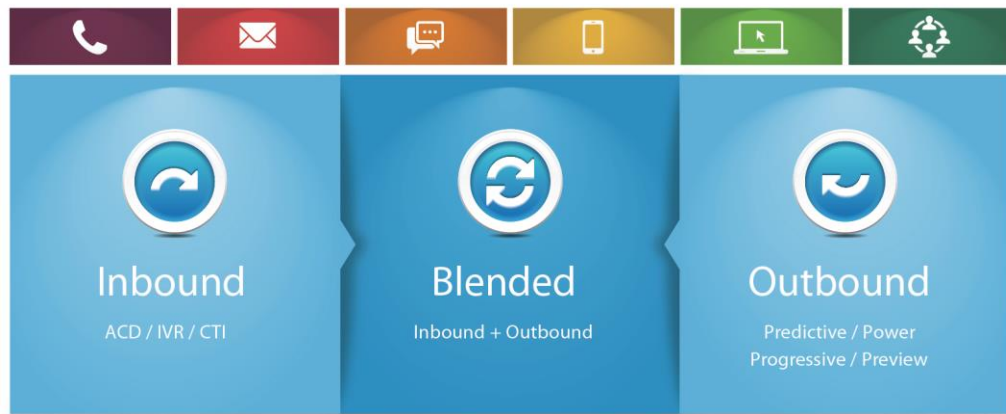 Inbound
ACD / IVR / CTI
Blended
Inbound + Outbound
Outbound
Predictive / Power
Progressive / Preview